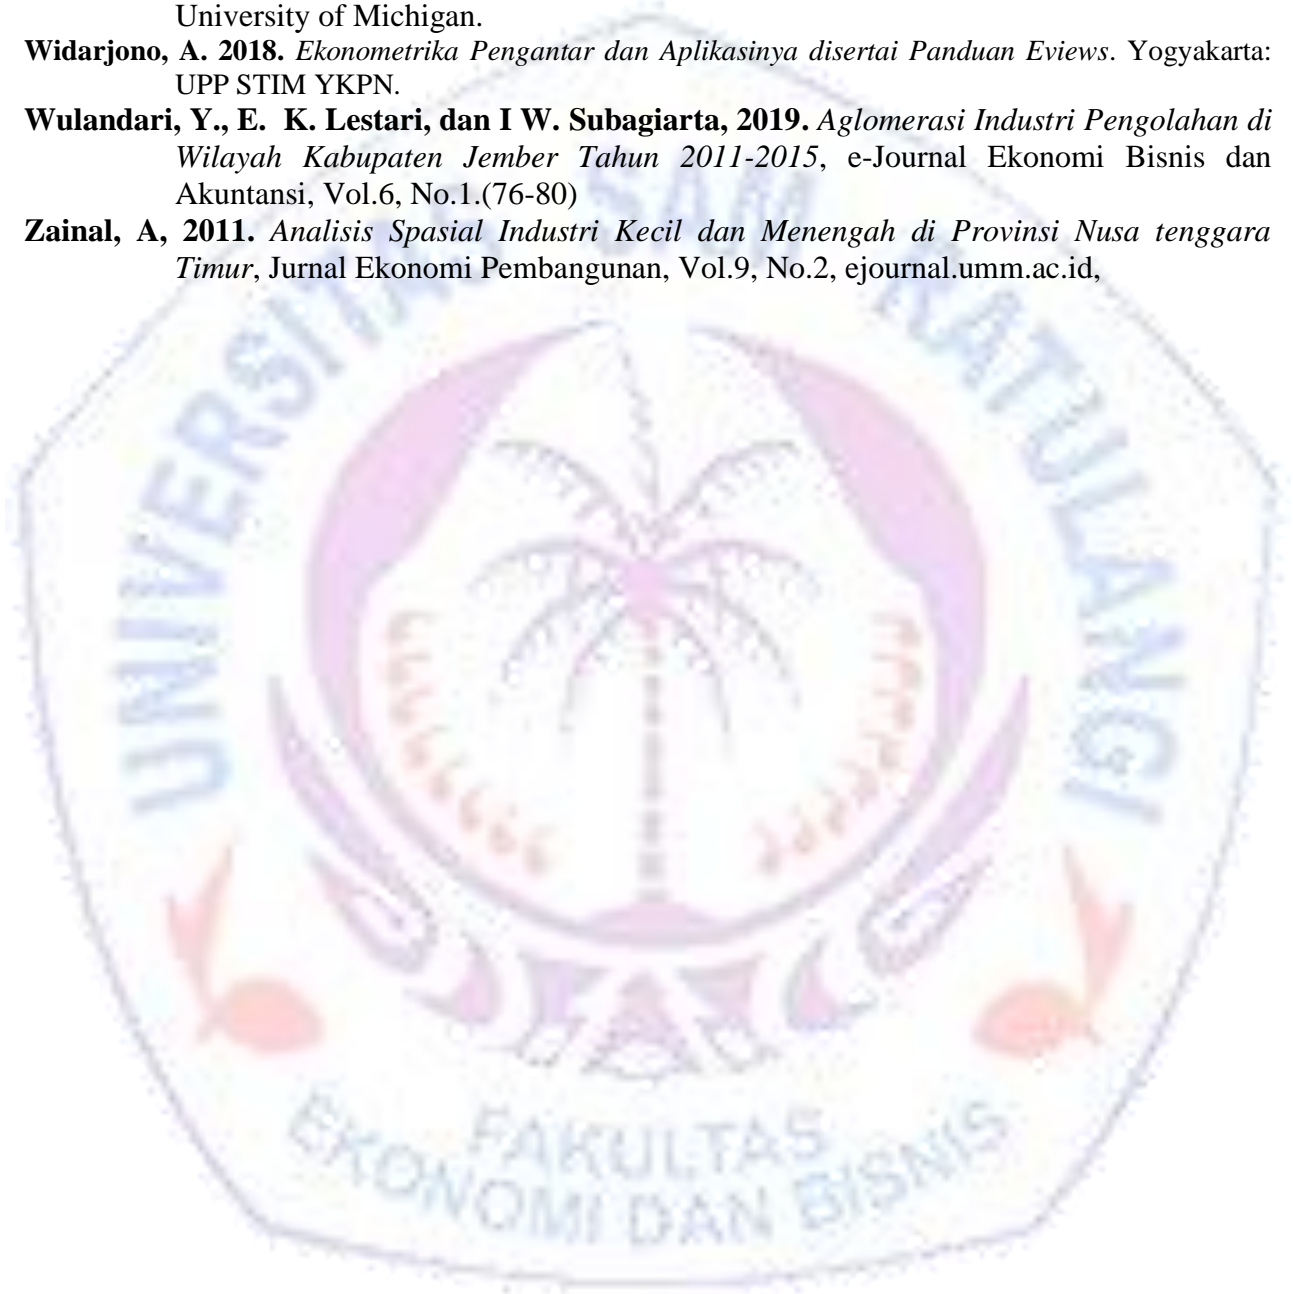 University of Michigan.
Widarjono, A. 2018. Ekonometrika Pengantar dan Aplikasinya disertai Panduan Eviews. Yogyakarta:
UPP STIM YKPN.
Wulandari, Y., E. K. Lestari, dan I W. Subagiarta, 2019. Aglomerasi Industri Pengolahan di
Wilayah Kabupaten Jember Tahun 2011-2015, e-Journal Ekonomi Bisnis dan
Akuntansi, Vol.6, No.1.(76-80)
Zainal, A, 2011. Analisis Spasial Industri Kecil dan Menengah di Provinsi Nusa tenggara
Timur, Jurnal Ekonomi Pembangunan, Vol.9, No.2, ejournal.umm.ac.id,
UNIVERSITAS SAM RATULANGI
FAKULTAS
EKONOMI DAN BISNIS